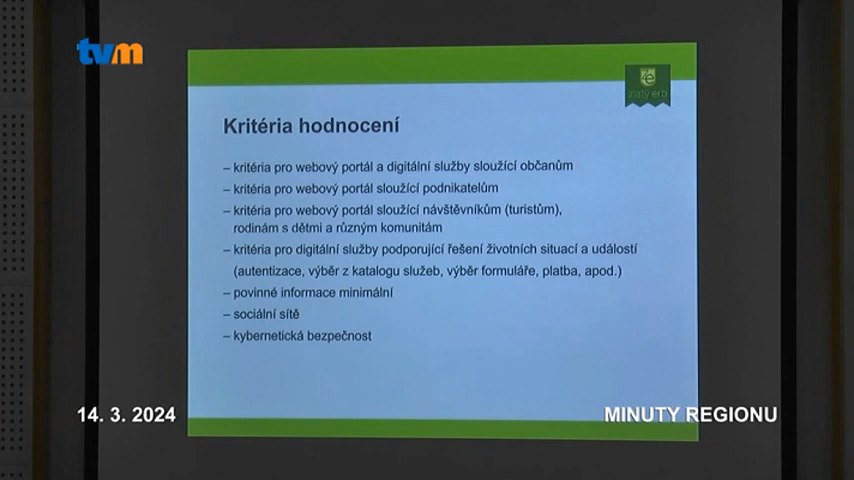 tvm
zlatý erb
Kritéria hodnocení
– kritéria pro webový portál a digitální služby sloužící občanům
– kritéria pro webový portál sloužící podnikatelům
– kritéria pro webový portál sloužící návštěvníkům (turistům),
rodinám s dětmi a různým komunitám
– kritéria pro digitální služby podporující řešení životních situací a událostí
(autentizace, výběr z katalogu služeb, výběr formuláře, platba, apod.)
– povinné informace minimální
– sociální sítě
– kybernetická bezpečnost
14. 3. 2024
MINUTY REGIONU